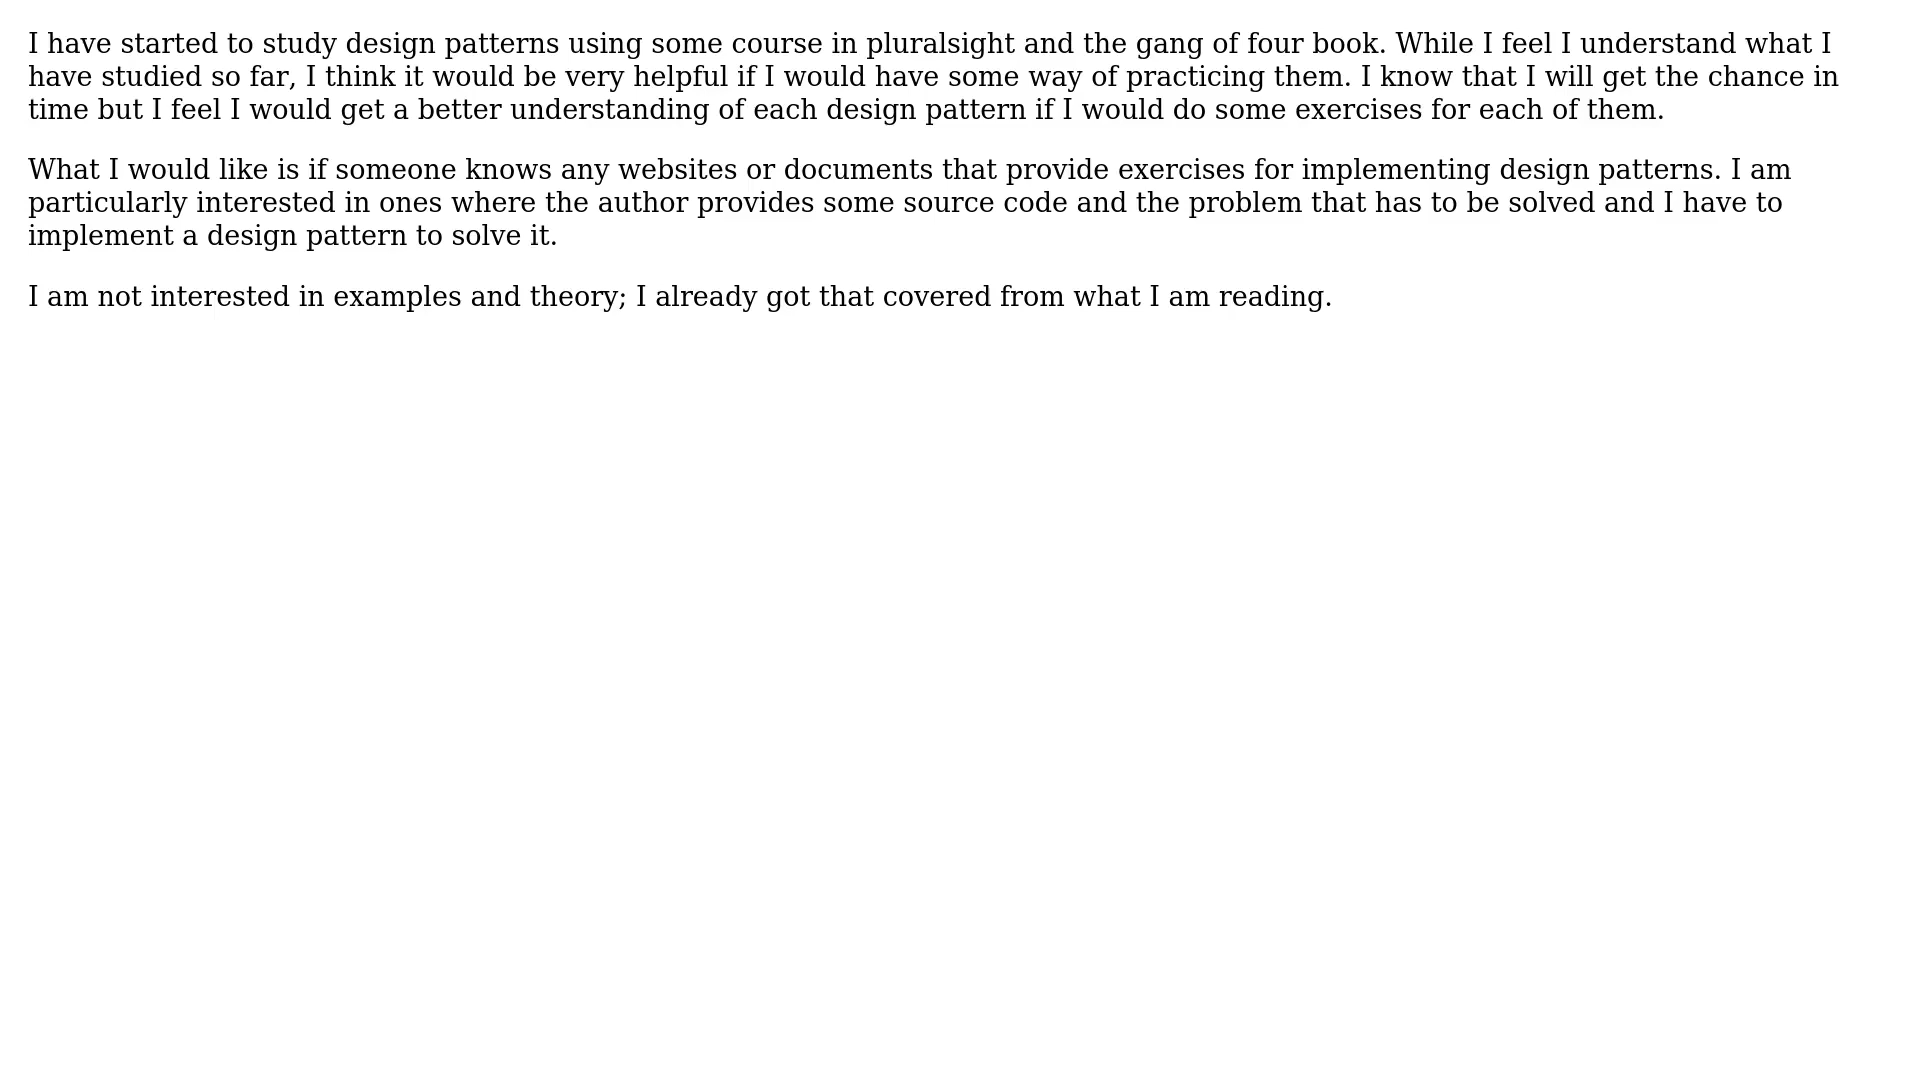 I have started to study design patterns using some course in pluralsight and the gang of four book. While I feel I understand what I
have studied so far, I think it would be very helpful if I would have some way of practicing them. I know that I will get the chance in
time but I feel I would get a better understanding of each design pattern if I would do some exercises for each of them.
What I would like is if someone knows any websites or documents that provide exercises for implementing design patterns. I am
particularly interested in ones where the author provides some source code and the problem that has to be solved and I have to
implement a design pattern to solve it.
I am not interested in examples and theory; I already got that covered from what I am reading.